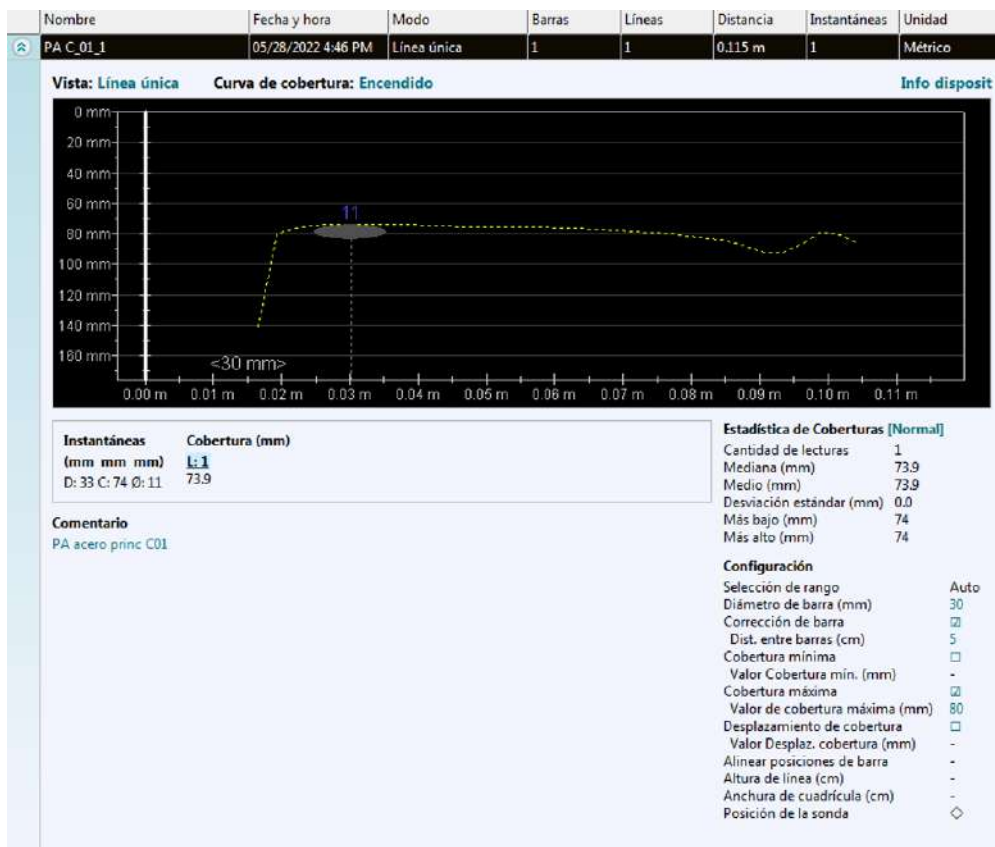 Nombre Fecha y hora Modo Barras Líneas Distancia Instantáneas Unidad
PA C_01_1 05/28/2022 4:46 PM Línea única 1 1 0.115 m 1 Métrico
Vista: Línea única Curva de cobertura: Encendido Info disposit
0 mm
20 mm
40 mm
60 mm
11
80 mm
100 mm
120 mm
140 mm
160 mm
<30 mm>
0.00 m 0.01 m 0.02 m 0.03 m 0.04 m 0.05 m 0.06 m 0.07 m 0.08 m 0.09 m 0.10 m 0.11 m
Instantáneas Cobertura (mm)
(mm mm mm) L: 1
D: 33 C: 74 Ø: 11 73.9
Comentario
PA acero princ C01
Estadística de Coberturas [Normal]
Cantidad de lecturas 1
Mediana (mm) 73.9
Medio (mm) 73.9
Desviación estándar (mm) 0.0
Más bajo (mm) 74
Más alto (mm) 74
Configuración
Selección de rango Auto
Diámetro de barra (mm) 30
Corrección de barra ☑
Dist. entre barras (cm) 5
Cobertura mínima ☐
Valor Cobertura mín. (mm) -
Cobertura máxima ☑
Valor de cobertura máxima (mm) 80
Desplazamiento de cobertura ☐
Valor Desplaz. cobertura (mm) -
Alinear posiciones de barra -
Altura de línea (cm) -
Anchura de cuadrícula (cm) -
Posición de la sonda ◇